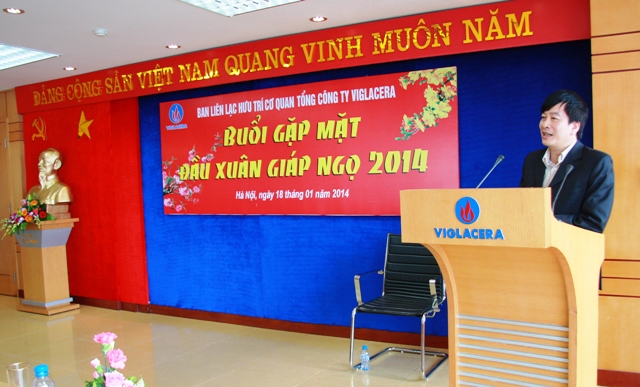 ĐẢNG CỘNG SẢN VIỆT NAM QUANG VINH MUÔN NĂM
BAN LIÊN LẠC HƯU TRÍ CƠ QUAN TỔNG CÔNG TY VIGLACERA
BUỔI GẶP MẶT
ĐẦU XUÂN GIÁP NGỌ 2014
Hà Nội, ngày 18 tháng 01 năm 2014
VIGLACERA